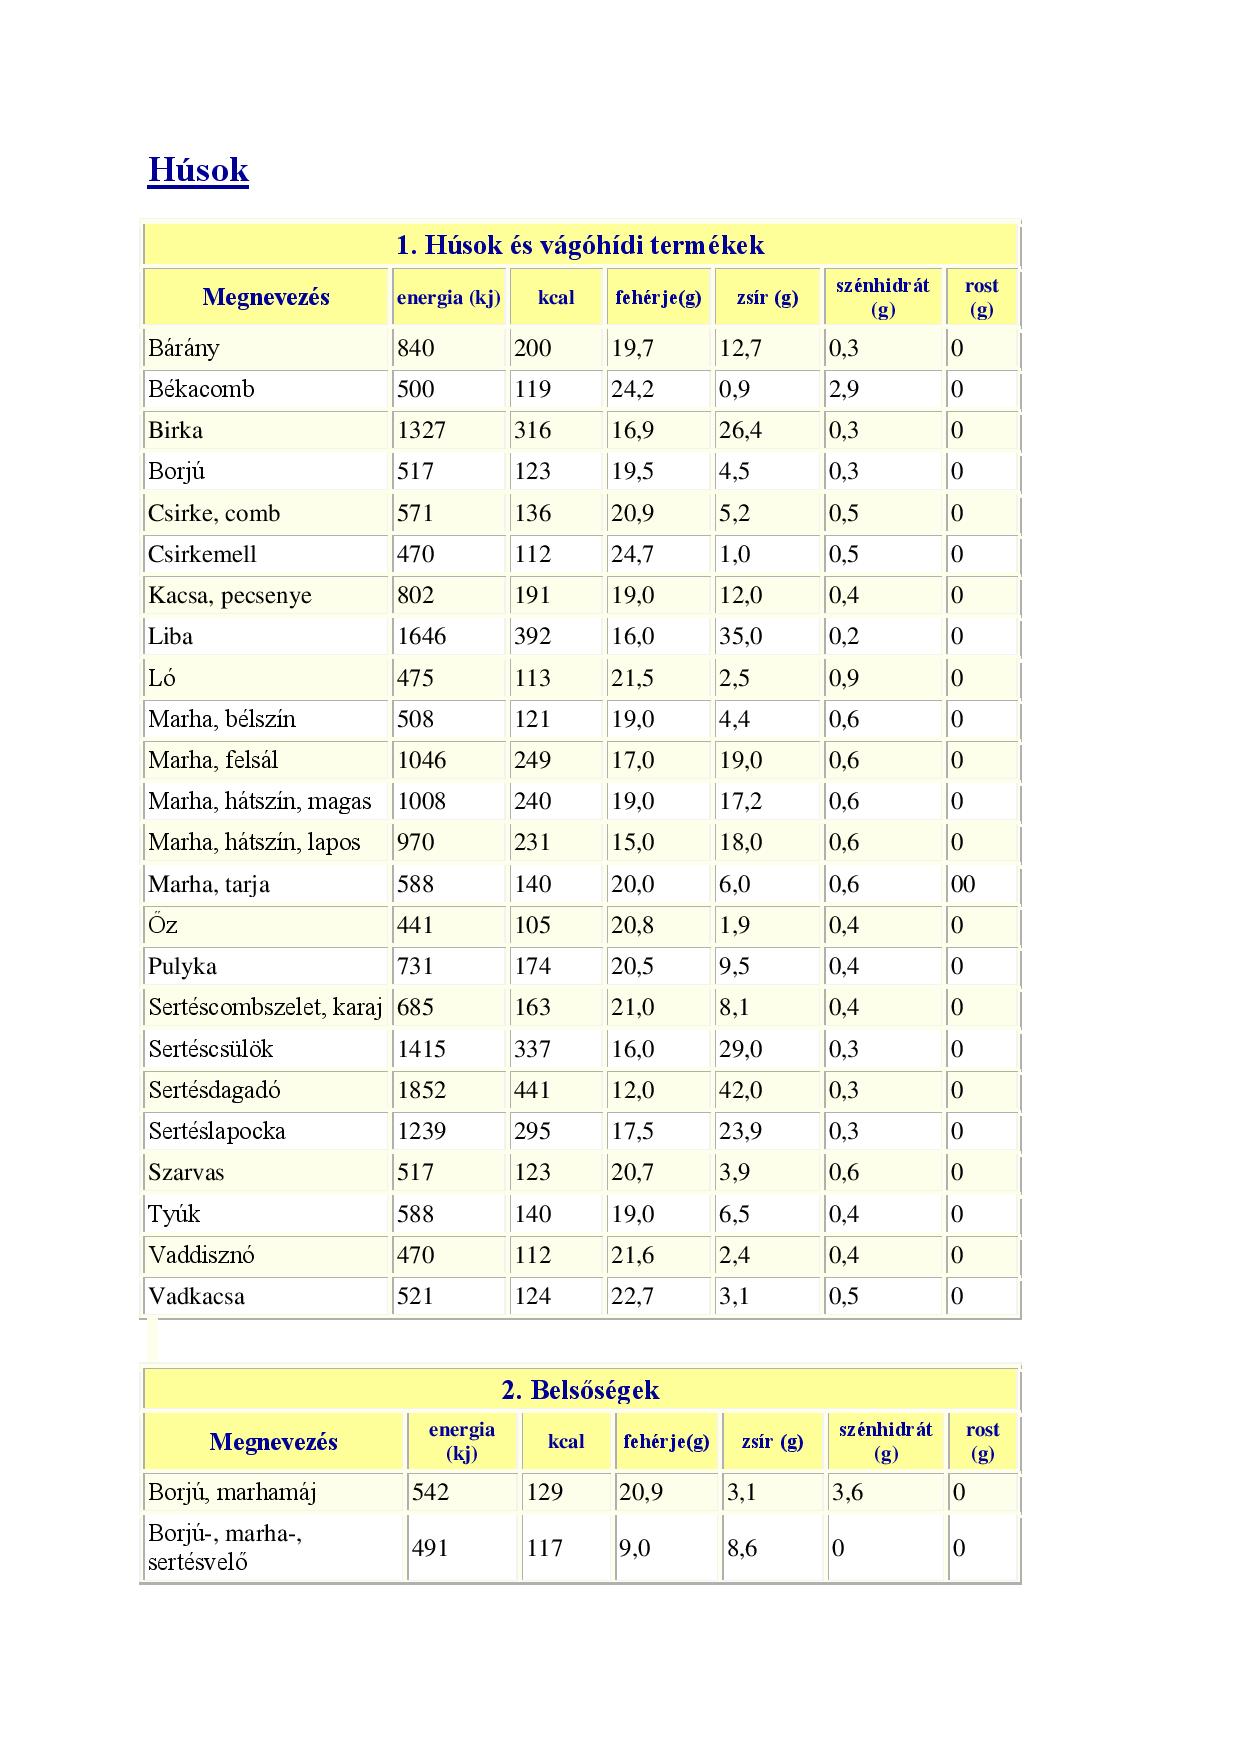 Húsok
1. Húsok és vágóhídi termékek
Megnevezés energia (kj) kcal fehérje(g) zsír (g) szénhidrát (g) rost (g)
Bárány 840 200 19,7 12,7 0,3 0
Békacomb 500 119 24,2 0,9 2,9 0
Birka 1327 316 16,9 26,4 0,3 0
Borjú 517 123 19,5 4,5 0,3 0
Csirke, comb 571 136 20,9 5,2 0,5 0
Csirkemell 470 112 24,7 1,0 0,5 0
Kacsa, pecsenye 802 191 19,0 12,0 0,4 0
Liba 1646 392 16,0 35,0 0,2 0
Ló 475 113 21,5 2,5 0,9 0
Marha, bélszín 508 121 19,0 4,4 0,6 0
Marha, felsál 1046 249 17,0 19,0 0,6 0
Marha, hátszín, magas 1008 240 19,0 17,2 0,6 0
Marha, hátszín, lapos 970 231 15,0 18,0 0,6 0
Marha, tarja 588 140 20,0 6,0 0,6 00
Őz 441 105 20,8 1,9 0,4 0
Pulyka 731 174 20,5 9,5 0,4 0
Sertéscombszelet, karaj 685 163 21,0 8,1 0,4 0
Sertéscsülök 1415 337 16,0 29,0 0,3 0
Sertésdagadó 1852 441 12,0 42,0 0,3 0
Sertéslapocka 1239 295 17,5 23,9 0,3 0
Szarvas 517 123 20,7 3,9 0,6 0
Tyúk 588 140 19,0 6,5 0,4 0
Vaddisznó 470 112 21,6 2,4 0,4 0
Vadkacsa 521 124 22,7 3,1 0,5 0
2. Belsőségek
Megnevezés energia (kj) kcal fehérje(g) zsír (g) szénhidrát (g) rost (g)
Borjú, marhamáj 542 129 20,9 3,1 3,6 0
Borjú-, marha-,
sertésvelő 491 117 9,0 8,6 0 0